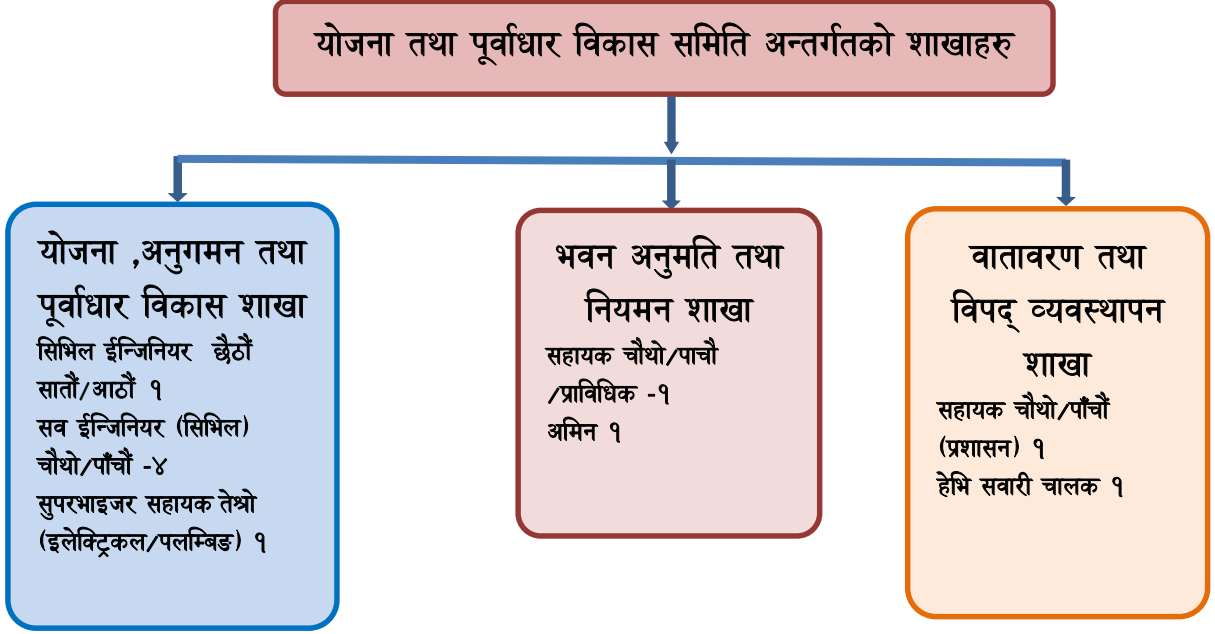 योजना तथा पूर्वाधार विकास समिति अन्तर्गतको शाखाहरु
योजना ,अनुगमन तथा
पूर्वाधार विकास शाखा
सिभिल ईन्जिनियर छैठौं
सातौं/आठौं १
सव ईन्जिनियर (सिभिल)
चौथो/पाँचौं -४
सुपरभाइजर सहायक तेश्रो
(इलेक्ट्रिकल/पलम्बिङ) १
भवन अनुमति तथा
नियमन शाखा
सहायक चौथो/पाचौ
/प्राविधिक -१
अमिन १
वातावरण तथा
विपद् व्यवस्थापन
शाखा
सहायक चौथो/पाँचौं
(प्रशासन) १
हेभि सवारी चालक १